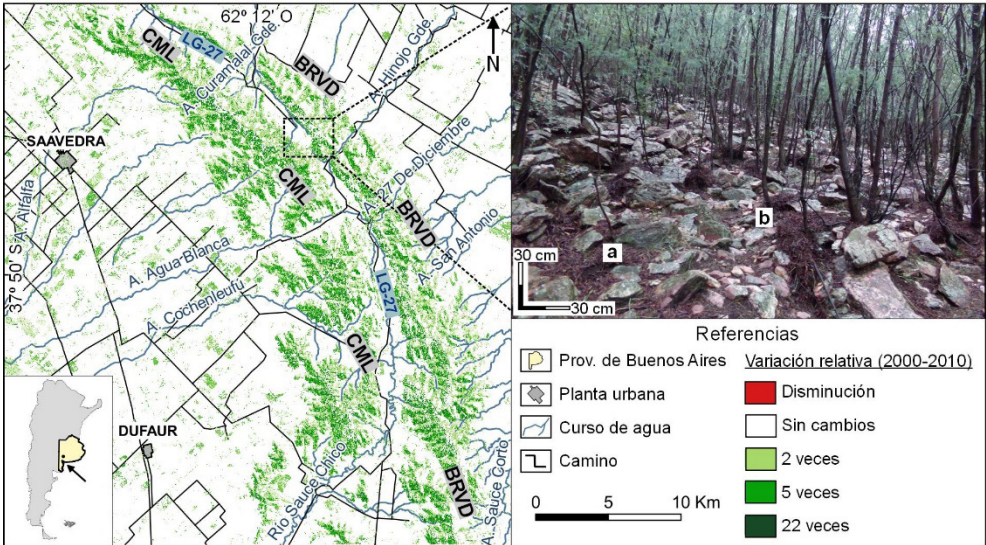 62º 12' O
N
LG-27
CML
A. Curamalal Gde.
BRVD
A. Hinojo Gde.
SAAVEDRA
A. 27 De Diciembre
CML
BRVD
A. Alfalfa
A. San Antonio
37º 50' S
A. Agua Blanca
LG-27
A. Cochenleufú
CML
DUFAUR
Río Sauce Chico
BRVD
A. Sauce Corto
a
b
30 cm
30 cm
Referencias
Prov. de Buenos Aires
Planta urbana
Curso de agua
Camino
0 5 10 Km
Variación relativa (2000-2010)
Disminución
Sin cambios
2 veces
5 veces
22 veces